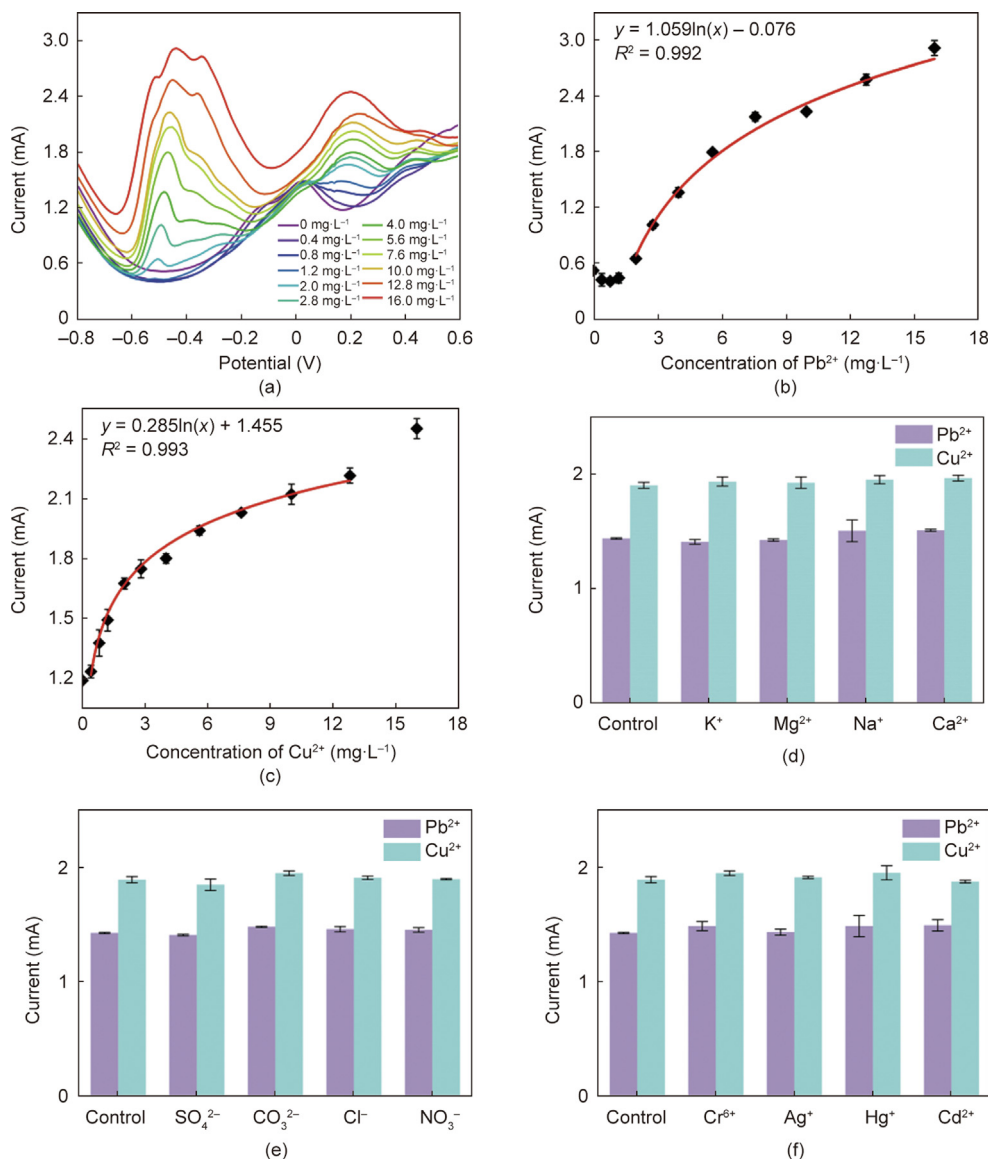 3.0
2.4
1.8
1.2
0.6
0
Current (mA)
–0.8 –0.6 –0.4 –0.2 0 0.2 0.4 0.6
Potential (V)
0 mg·L⁻¹ 4.0 mg·L⁻¹
0.4 mg·L⁻¹ 5.6 mg·L⁻¹
0.8 mg·L⁻¹ 7.6 mg·L⁻¹
1.2 mg·L⁻¹ 10.0 mg·L⁻¹
2.0 mg·L⁻¹ 12.8 mg·L⁻¹
2.8 mg·L⁻¹ 16.0 mg·L⁻¹
(a)
y = 1.059ln(x) – 0.076
R² = 0.992
3.0
2.4
1.8
1.2
0.6
0
Current (mA)
0 3 6 9 12 15 18
Concentration of Pb²⁺ (mg·L⁻¹)
(b)
y = 0.285ln(x) + 1.455
R² = 0.993
2.4
2.1
1.8
1.5
1.2
Current (mA)
0 3 6 9 12 15 18
Concentration of Cu²⁺ (mg·L⁻¹)
(c)
Pb²⁺
Cu²⁺
2
1
0
Current (mA)
Control K⁺ Mg²⁺ Na⁺ Ca²⁺
(d)
Pb²⁺
Cu²⁺
2
1
0
Current (mA)
Control SO₄²⁻ CO₃²⁻ Cl⁻ NO₃⁻
(e)
Pb²⁺
Cu²⁺
2
1
0
Current (mA)
Control Cr⁶⁺ Ag⁺ Hg⁺ Cd²⁺
(f)